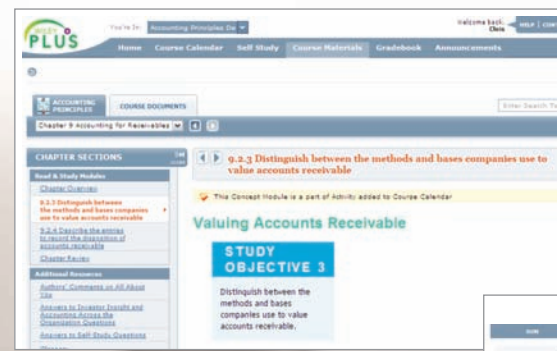 WILEY
PLUS
You're In: Accounting Principles De
Welcome back,
Chris
HELP
Home Course Calendar Self Study Course Materials Gradebook Announcements
ACCOUNTING
PRINCIPLES
COURSE DOCUMENTS
Enter Search Te
Chapter 9 Accounting for Receivables
CHAPTER SECTIONS
9.2.3 Distinguish between the methods and bases companies use to
value accounts receivable
Read & Study Modules
Chapter Overview
This Concept Module is a part of Activity added to Course Calendar
9.2.3 Distinguish between
the methods and bases companies
use to value accounts receivable
Valuing Accounts Receivable
9.2.4 Describe the entries
to record the disposition of
accounts receivable
Chapter Review
STUDY
OBJECTIVE 3
Additional Resources
Authors' Comments on All About
You
Distinguish between the
methods and bases
companies use to value
accounts receivable.
Answers to Investor Insight and
Accounting Across the
Organization Questions
Answers to Self-Study Questions